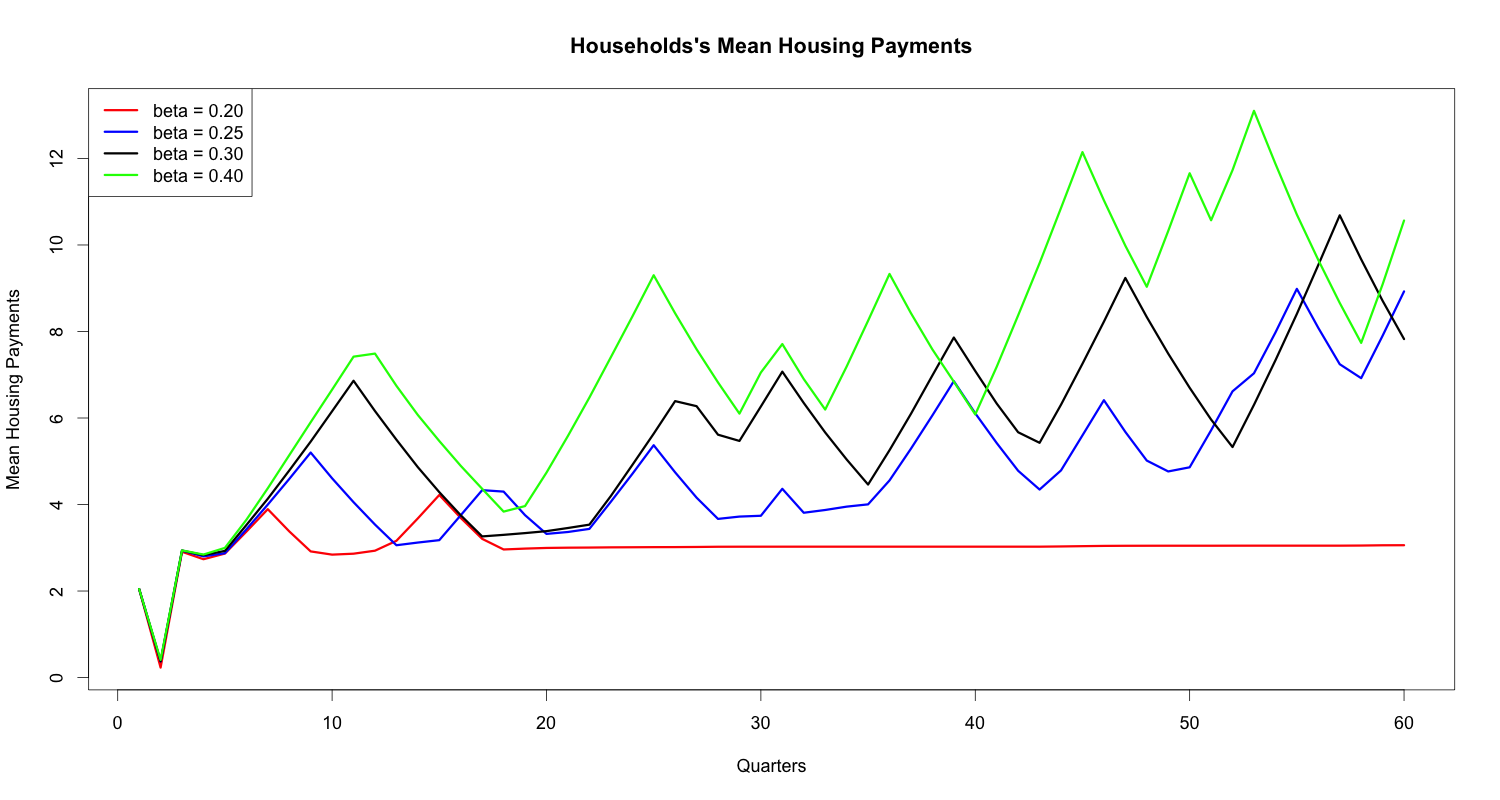 Households's Mean Housing Payments
beta = 0.20
beta = 0.25
beta = 0.30
beta = 0.40
Mean Housing Payments
12
10
8
6
4
2
0
0 10 20 30 40 50 60
Quarters